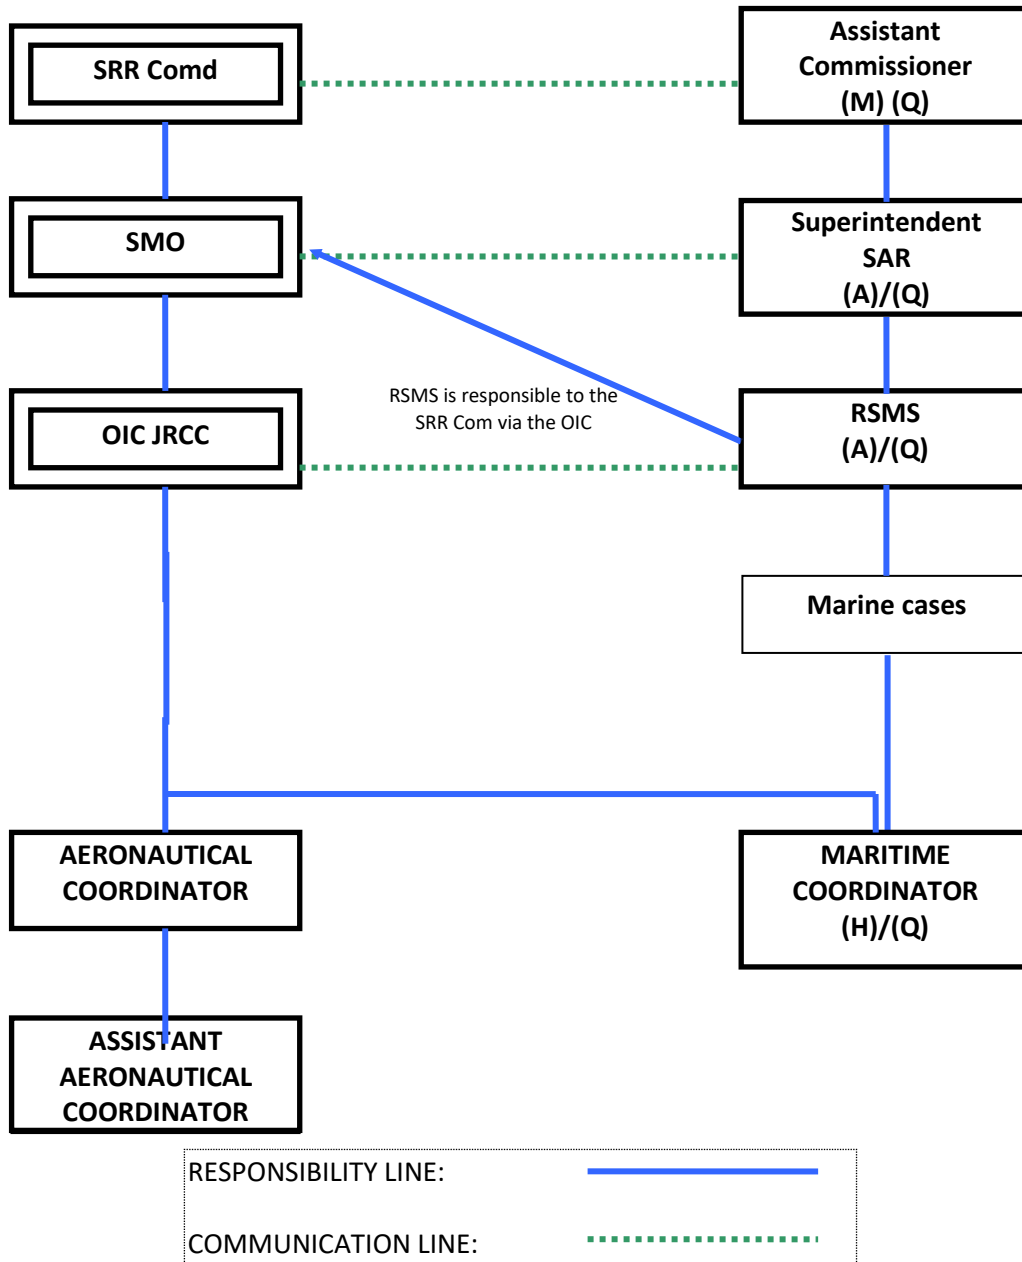 SRR Comd
Assistant
Commissioner
(M) (Q)
SMO
Superintendent
SAR
(A)/(Q)
OIC JRCC
RSMS is responsible to the
SRR Com via the OIC
RSMS
(A)/(Q)
Marine cases
AERONAUTICAL
COORDINATOR
MARITIME
COORDINATOR
(H)/(Q)
ASSISTANT
AERONAUTICAL
COORDINATOR
RESPONSIBILITY LINE:
COMMUNICATION LINE: